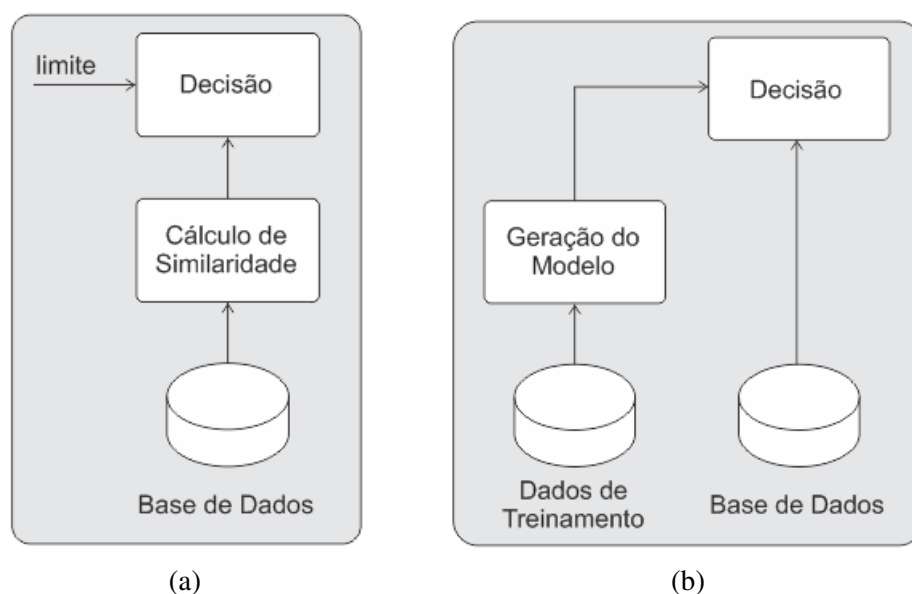 limite
Decisão
Cálculo de
Similaridade
Base de Dados
(a)
Decisão
Geração do
Modelo
Dados de
Treinamento
Base de Dados
(b)